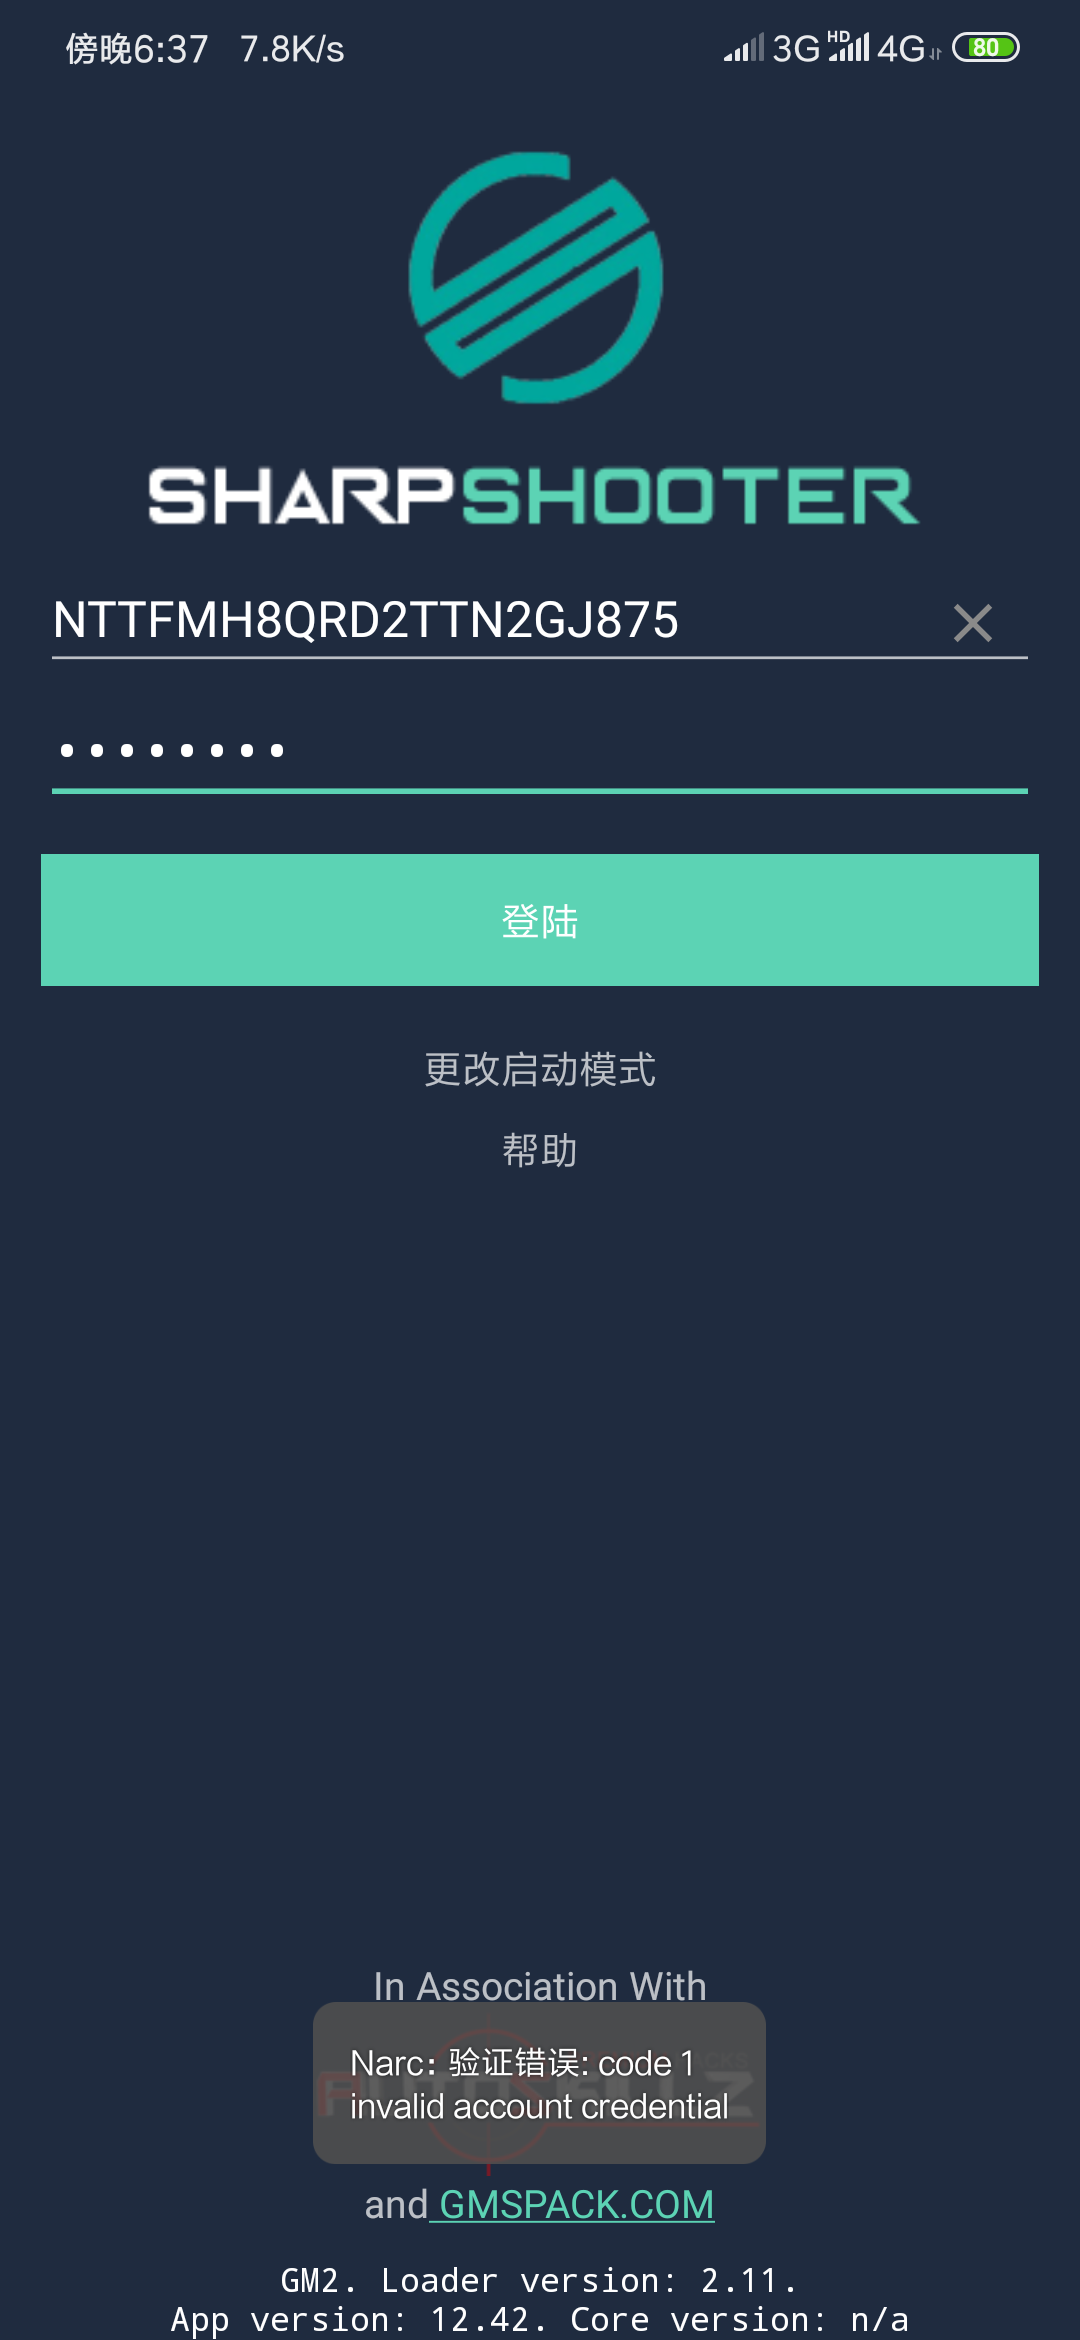 傍晚6:37 7.8K/s 3G HD 4G 80
SHARPSHOOTER
NTTFMH8QRD2TTN2GJ875
••••••••
登陆
更改启动模式
帮助
In Association With
Narc: 验证错误: code 1
invalid account credential
and GMSPACK.COM
GM2. Loader version: 2.11.
App version: 12.42. Core version: n/a